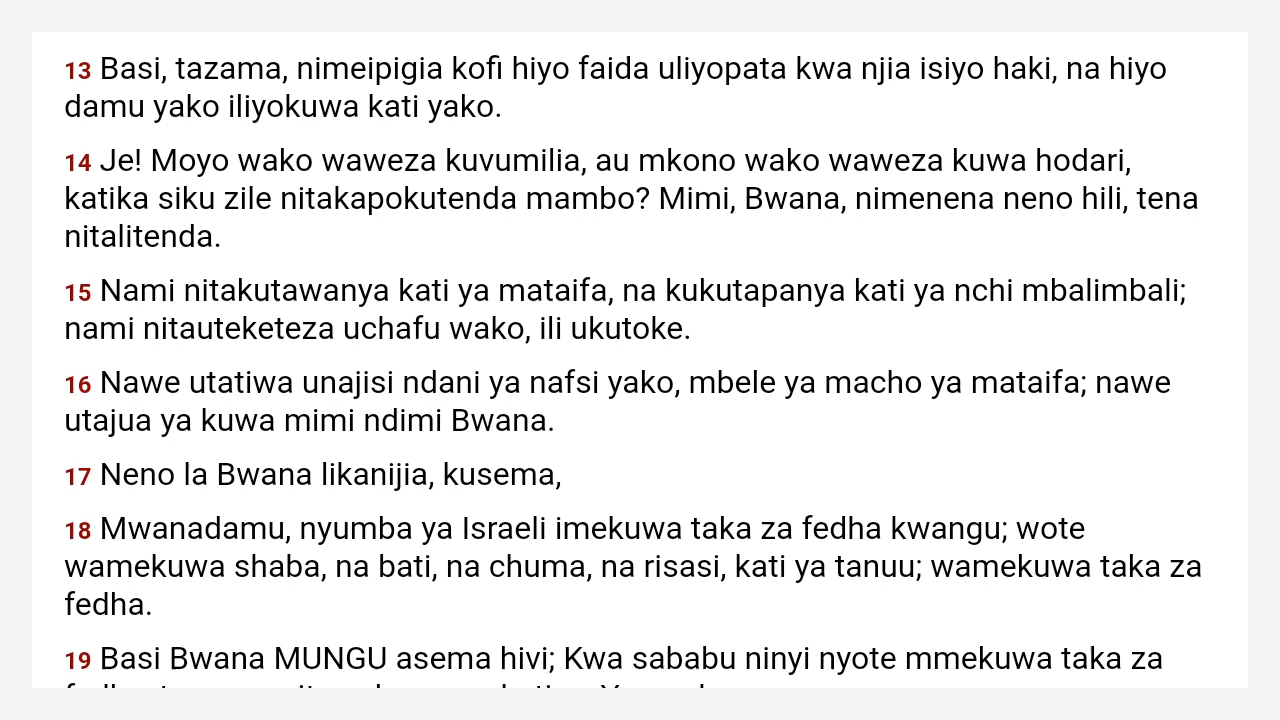 13 Basi, tazama, nimeipigia kofi hiyo faida uliyopata kwa njia isiyo haki, na hiyo
damu yako iliyokuwa kati yako.
14 Je! Moyo wako waweza kuvumilia, au mkono wako waweza kuwa hodari,
katika siku zile nitakapokutenda mambo? Mimi, Bwana, nimenena neno hili, tena
nitalitenda.
15 Nami nitakutawanya kati ya mataifa, na kukutapanya kati ya nchi mbalimbali;
nami nitauteketeza uchafu wako, ili ukutoke.
16 Nawe utatiwa unajisi ndani ya nafsi yako, mbele ya macho ya mataifa; nawe
utajua ya kuwa mimi ndimi Bwana.
17 Neno la Bwana likanijia, kusema,
18 Mwanadamu, nyumba ya Israeli imekuwa taka za fedha kwangu; wote
wamekuwa shaba, na bati, na chuma, na risasi, kati ya tanuu; wamekuwa taka za
fedha.
19 Basi Bwana MUNGU asema hivi; Kwa sababu ninyi nyote mmekuwa taka za